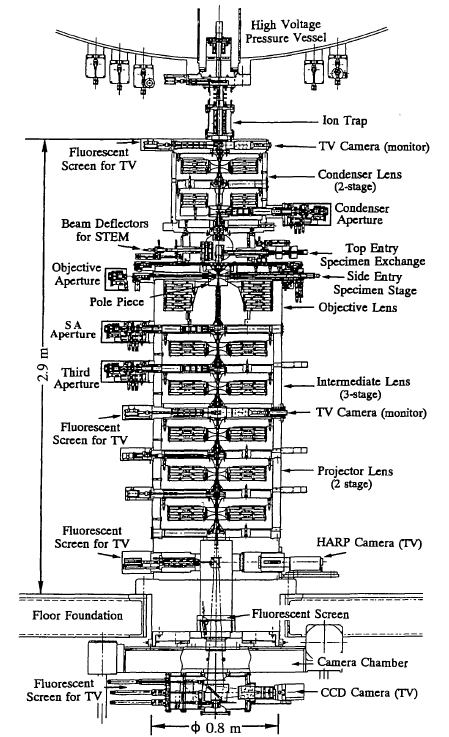 High Voltage
Pressure Vessel
Ion Trap
Fluorescent
Screen for TV
TV Camera (monitor)
Condenser Lens
(2-stage)
Condenser
Aperture
Beam Deflectors
for STEM
Top Entry
Specimen Exchange
Objective
Aperture
Side Entry
Specimen Stage
Pole Piece
Objective Lens
SA
Aperture
2.9 m
Third
Aperture
Intermediate Lens
(3-stage)
TV Camera (monitor)
Fluorescent
Screen for TV
Projector Lens
(2 stage)
Fluorescent
Screen for TV
HARP Camera (TV)
Floor Foundation
Fluorescent Screen
Camera Chamber
Fluorescent
Screen for TV
CCD Camera (TV)
ϕ 0.8 m